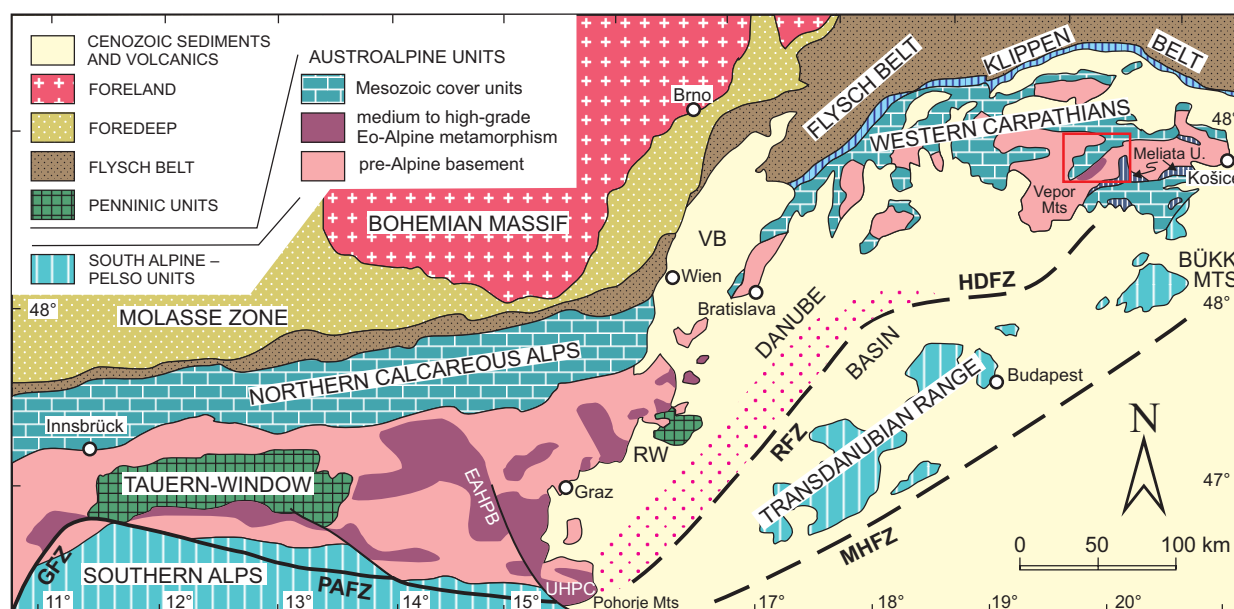 CENOZOIC SEDIMENTS
AND VOLCANICS
FORELAND
FOREDEEP
FLYSCH BELT
PENNINIC UNITS
SOUTH ALPINE –
PELSO UNITS
AUSTROALPINE UNITS
Mesozoic cover units
medium to high-grade
Eo-Alpine metamorphism
pre-Alpine basement
Brno
FLYSCH BELT
KLIPPEN
BELT
WESTERN CARPATHIANS
48°
Meliata U.
Košice
Vepor
Mts
BOHEMIAN MASSIF
VB
Wien
Bratislava
HDFZ
BÜKK
MTS
48°
48°
MOLASSE ZONE
DANUBE
BASIN
NORTHERN CALCAREOUS ALPS
TRANSDANUBIAN RANGE
Budapest
Innsbrück
RW
RFZ
N
TAUERN-WINDOW
EAHPB
Graz
47°
MHFZ
0 50 100 km
GFZ
SOUTHERN ALPS
PAFZ
UHPC
Pohorje Mts
11° 12° 13° 14° 15° 17° 18° 19° 20°